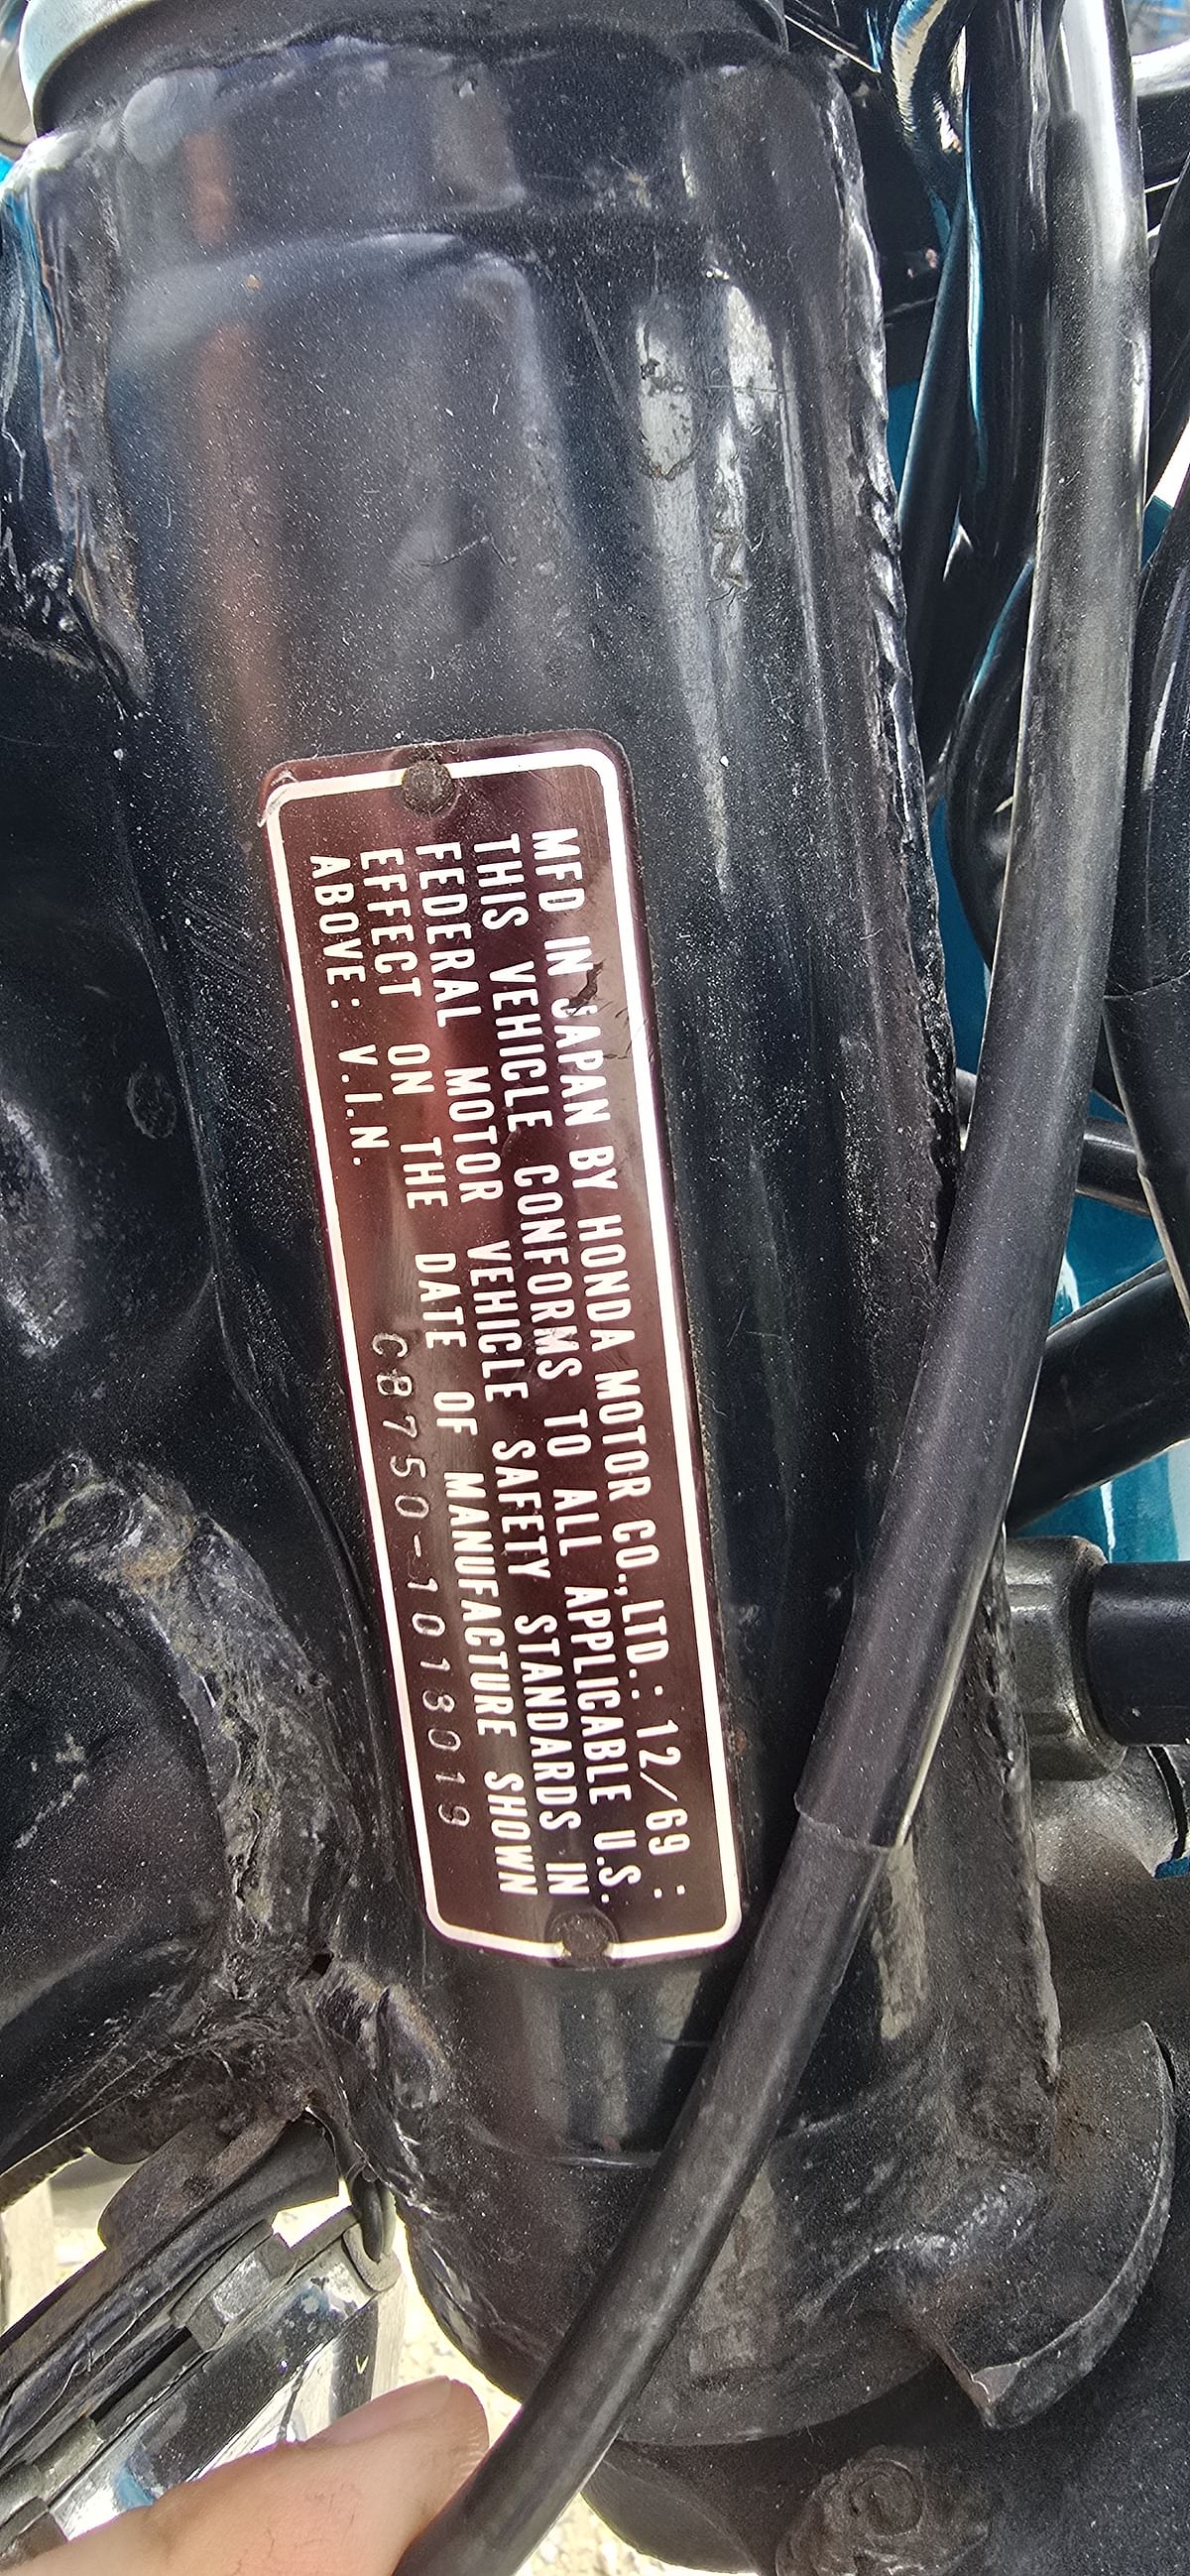 MFD IN JAPAN BY HONDA MOTOR CO.,LTD.: 12/69 :
THIS VEHICLE CONFORMS TO ALL APPLICABLE U.S.
FEDERAL MOTOR VEHICLE SAFETY STANDARDS IN
EFFECT ON THE DATE OF MANUFACTURE SHOWN
ABOVE: V.I.N. CB750-1013019